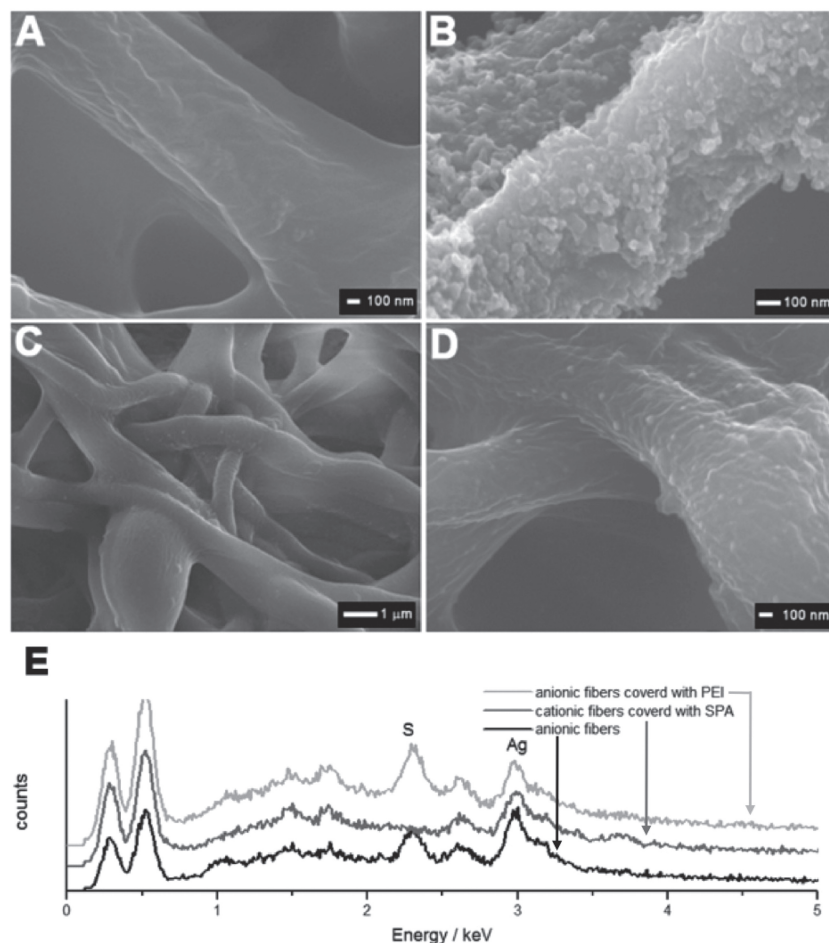 A
B
100 nm
100 nm
C
D
1 µm
100 nm
E
anionic fibers coverd with PEI
cationic fibers coverd with SPA
anionic fibers
S
Ag
counts
0 1 2 3 4 5
Energy / keV